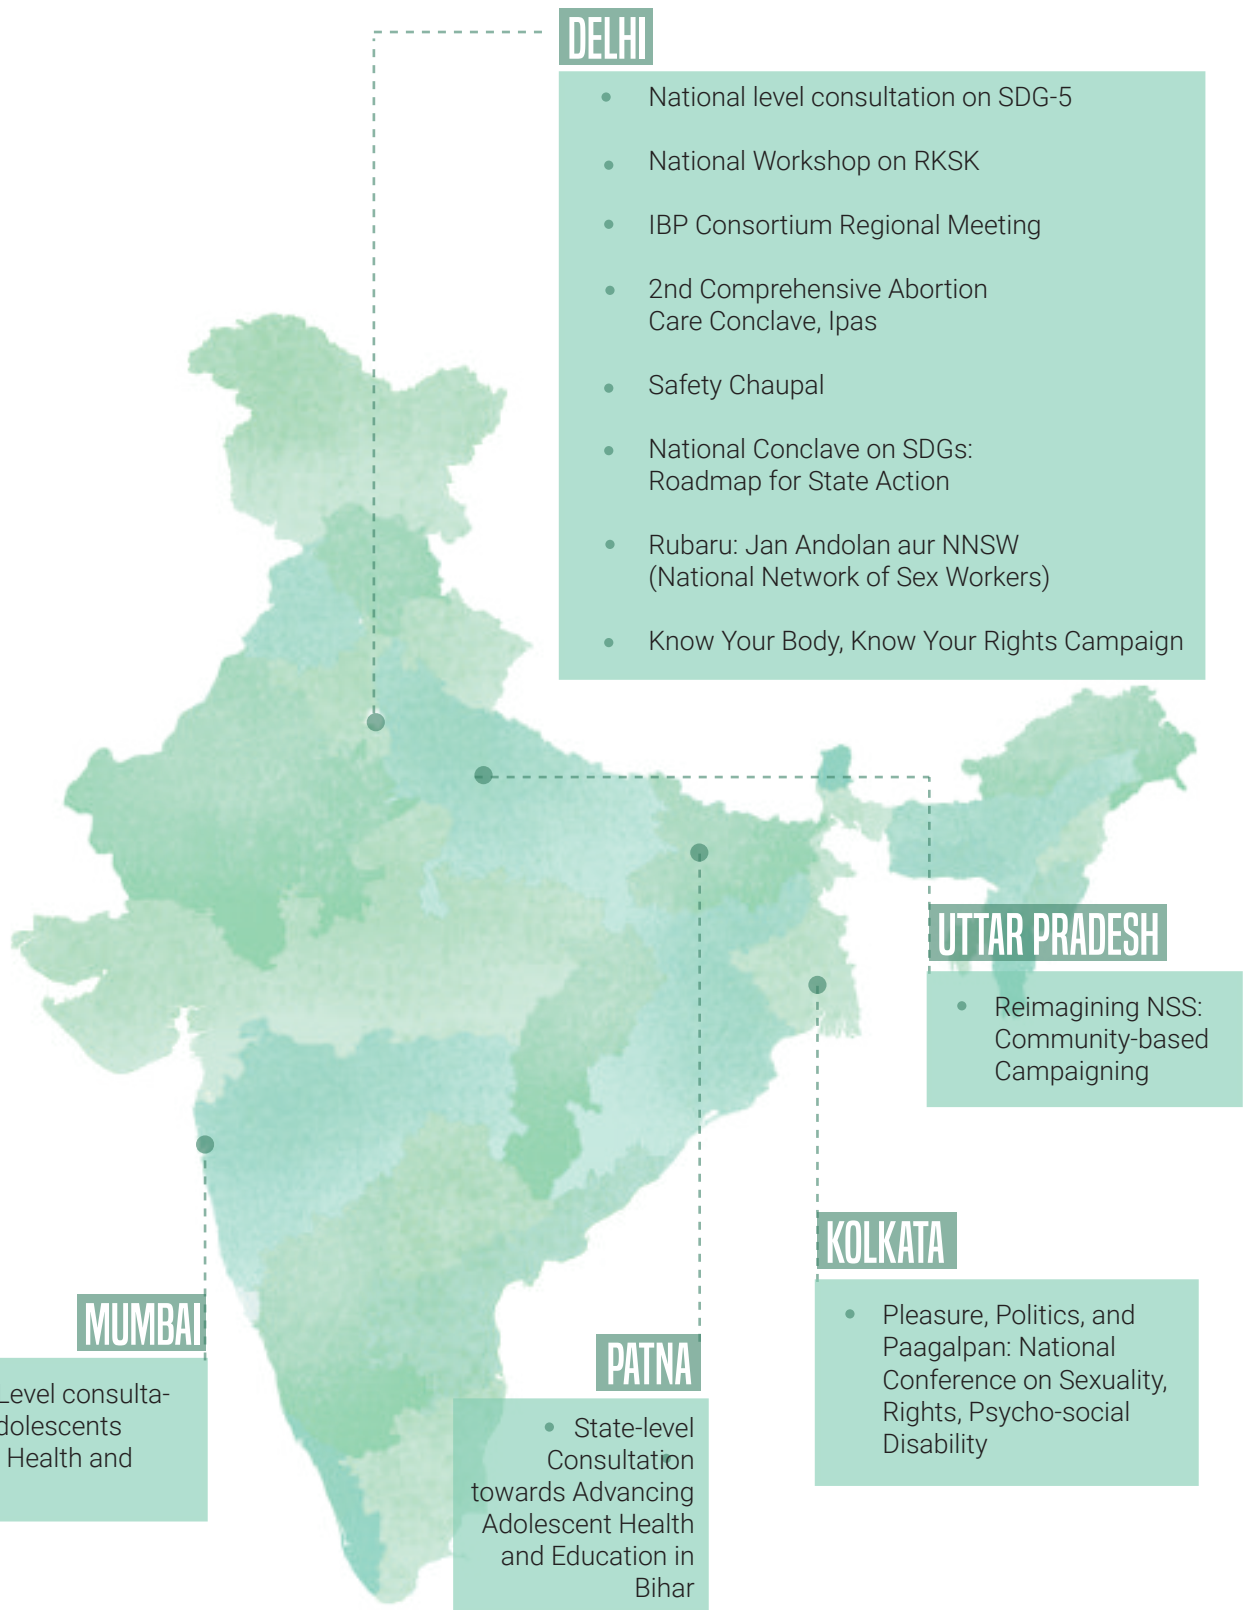 DELHI
National level consultation on SDG-5
National Workshop on RKSK
IBP Consortium Regional Meeting
2nd Comprehensive Abortion
Care Conclave, Ipas
Safety Chaupal
National Conclave on SDGs:
Roadmap for State Action
Rubaru: Jan Andolan aur NNSW
(National Network of Sex Workers)
Know Your Body, Know Your Rights Campaign
UTTAR PRADESH
Reimagining NSS:
Community-based
Campaigning
KOLKATA
Pleasure, Politics, and
Paagalpan: National
Conference on Sexuality,
Rights, Psycho-social
Disability
MUMBAI
Level consulta-
dolescents
Health and
PATNA
State-level
Consultation
towards Advancing
Adolescent Health
and Education in
Bihar